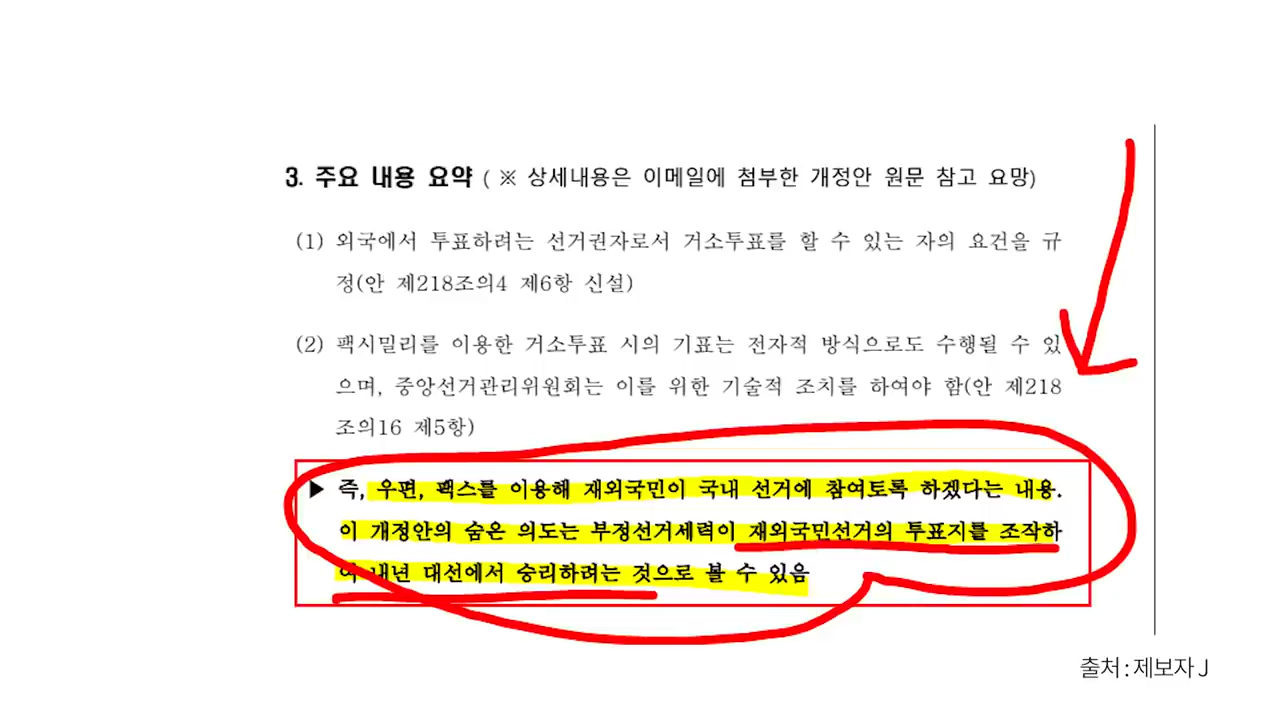 3. 주요 내용 요약 ( ※ 상세내용은 이메일에 첨부한 개정안 원문 참고 요망)
(1) 외국에서 투표하려는 선거권자로서 거소투표를 할 수 있는 자의 요건을 규
정(안 제218조의4 제6항 신설)
(2) 팩시밀리를 이용한 거소투표 시의 기표는 전자적 방식으로도 수행될 수 있
으며, 중앙선거관리위원회는 이를 위한 기술적 조치를 하여야 함(안 제218
조의16 제5항)
▶ 즉, 우편, 팩스를 이용해 재외국민이 국내 선거에 참여토록 하겠다는 내용.
이 개정안의 숨은 의도는 부정선거세력이 재외국민선거의 투표지를 조작하
여 내년 대선에서 승리하려는 것으로 볼 수 있음
출처 : 제보자 J